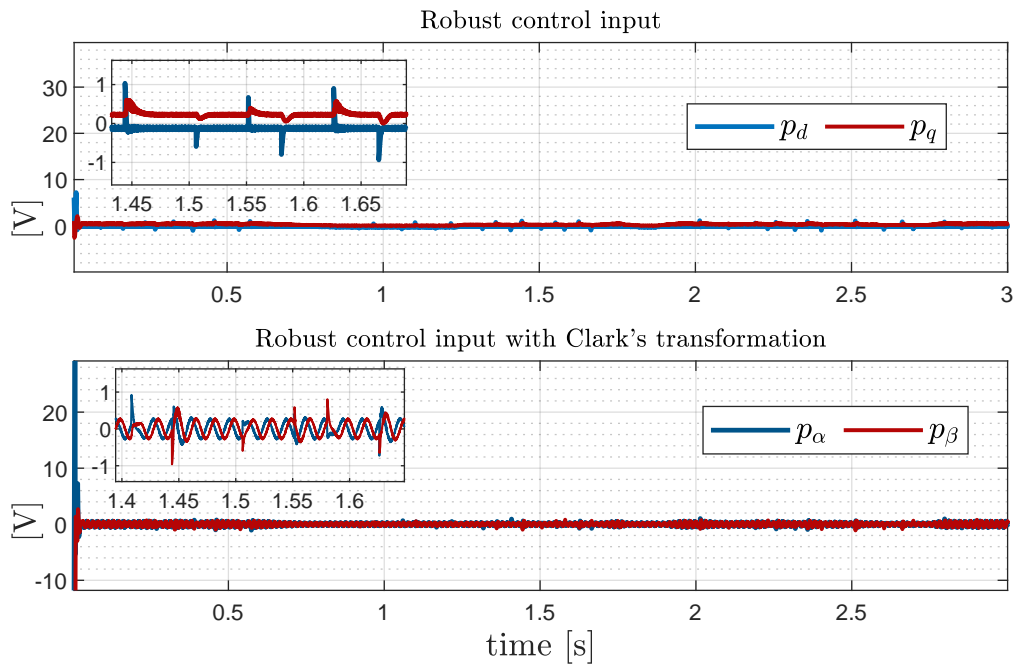 Robust control input
30
20
10
0
[V]
1
0
-1
1.45 1.5 1.55 1.6 1.65
p_d p_q
0.5 1 1.5 2 2.5 3
Robust control input with Clark's transformation
20
10
0
-10
[V]
1
0
-1
1.4 1.45 1.5 1.55 1.6
p_α p_β
0.5 1 1.5 2 2.5 3
time [s]